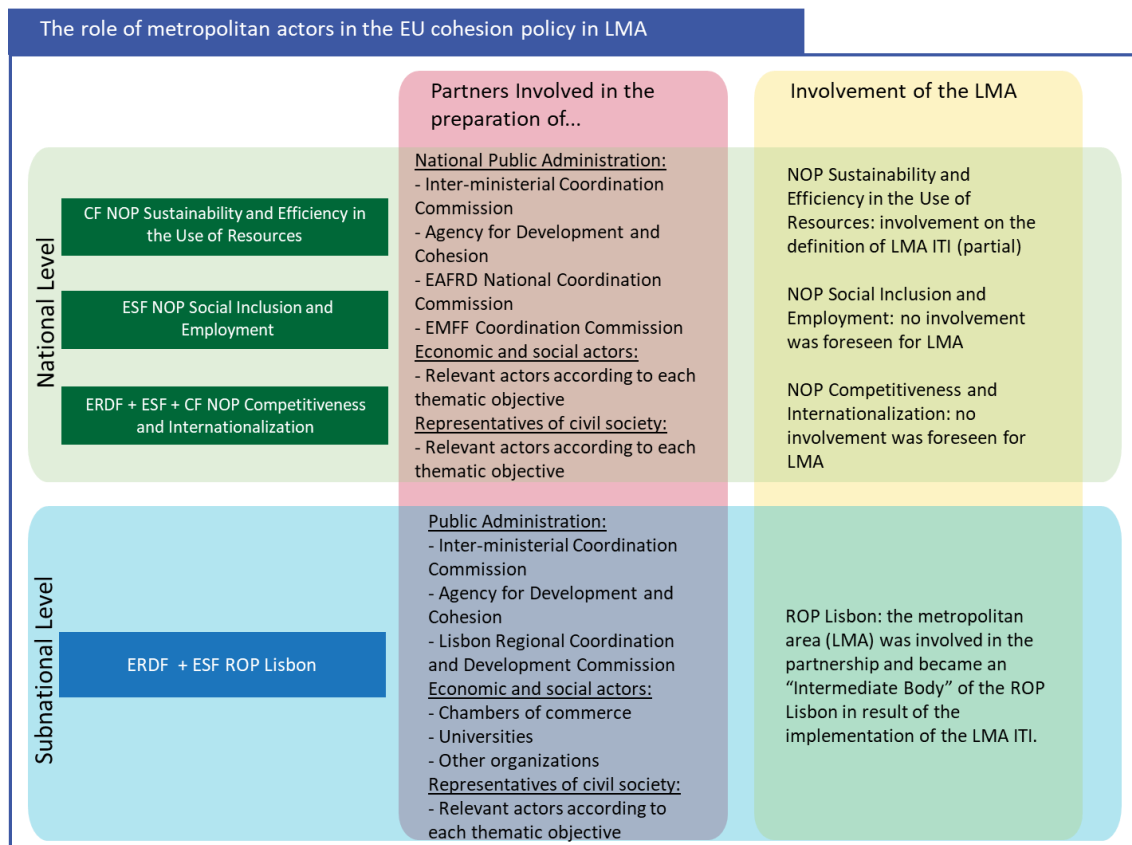 The role of metropolitan actors in the EU cohesion policy in LMA
Partners Involved in the
preparation of...
Involvement of the LMA
National Level
CF NOP Sustainability and Efficiency in
the Use of Resources
ESF NOP Social Inclusion and
Employment
ERDF + ESF + CF NOP Competitiveness
and Internationalization
National Public Administration:
- Inter-ministerial Coordination
Commission
- Agency for Development and
Cohesion
- EAFRD National Coordination
Commission
- EMFF Coordination Commission
Economic and social actors:
- Relevant actors according to each
thematic objective
Representatives of civil society:
- Relevant actors according to each
thematic objective
NOP Sustainability and
Efficiency in the Use of
Resources: involvement on the
definition of LMA ITI (partial)
NOP Social Inclusion and
Employment: no involvement
was foreseen for LMA
NOP Competitiveness and
Internationalization: no
involvement was foreseen for
LMA
Subnational Level
ERDF + ESF ROP Lisbon
Public Administration:
- Inter-ministerial Coordination
Commission
- Agency for Development and
Cohesion
- Lisbon Regional Coordination
and Development Commission
Economic and social actors:
- Chambers of commerce
- Universities
- Other organizations
Representatives of civil society:
- Relevant actors according to
each thematic objective
ROP Lisbon: the metropolitan
area (LMA) was involved in the
partnership and became an
“Intermediate Body” of the ROP
Lisbon in result of the
implementation of the LMA ITI.